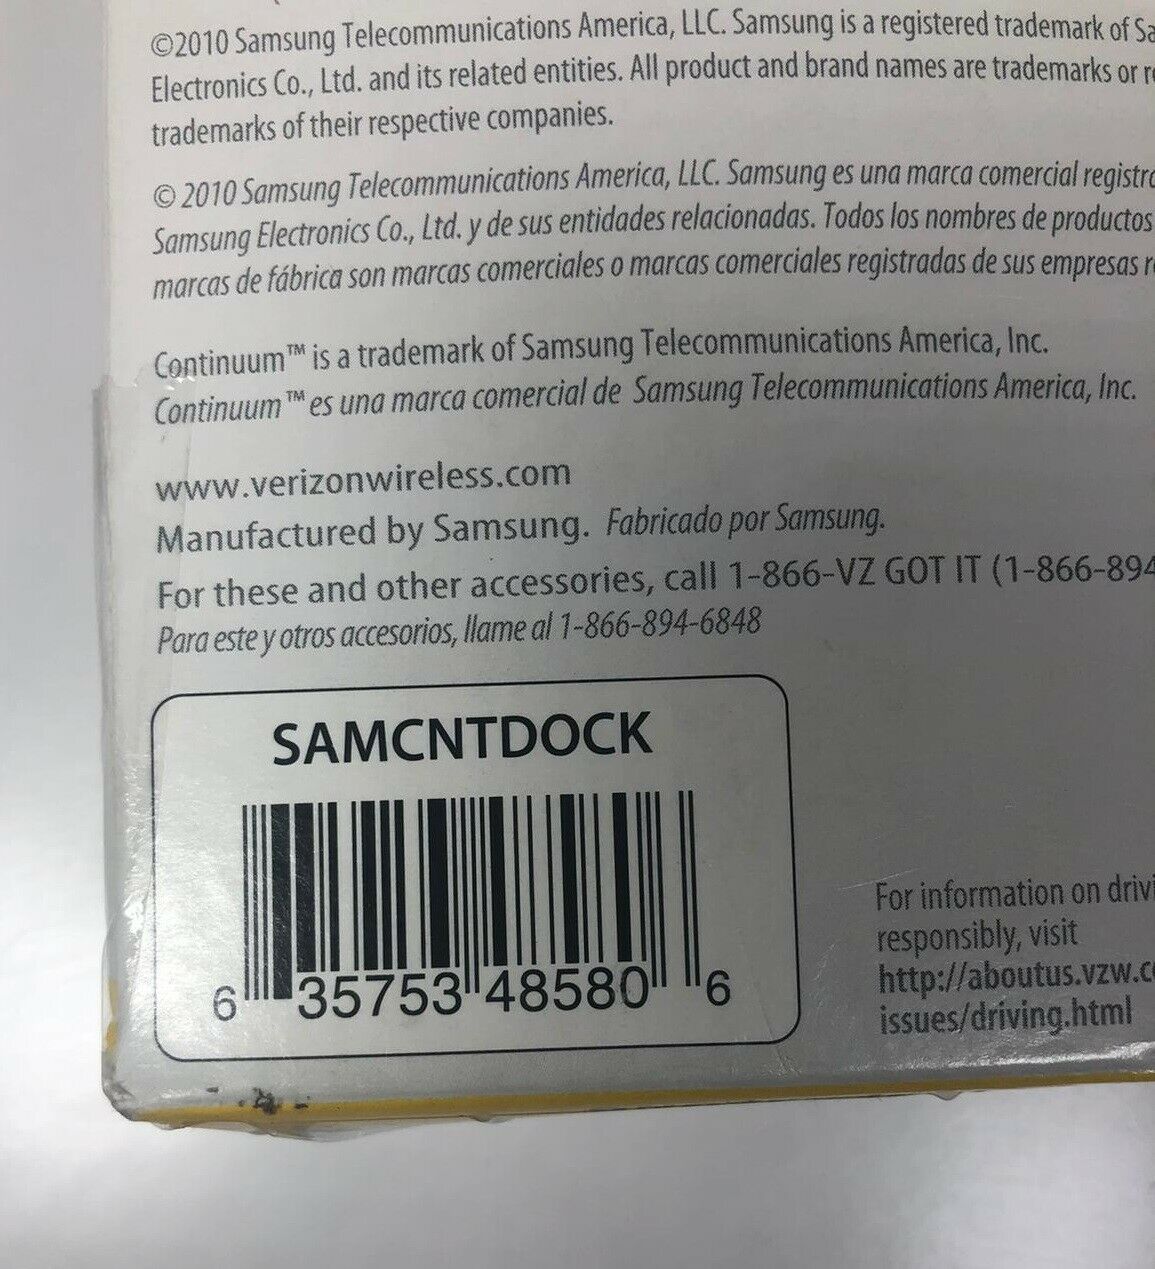 ©2010 Samsung Telecommunications America, LLC. Samsung is a registered trademark of
Electronics Co., Ltd. and its related entities. All product and brand names are trademarks or
trademarks of their respective companies.
© 2010 Samsung Telecommunications America, LLC. Samsung es una marca comercial
Samsung Electronics Co., Ltd. y de sus entidades relacionadas. Todos los nombres de productos
marcas de fábrica son marcas comerciales o marcas comerciales registradas de sus empresas
Continuum™ is a trademark of Samsung Telecommunications America, Inc.
Continuum™ es una marca comercial de Samsung Telecommunications America, Inc.
www.verizonwireless.com
Manufactured by Samsung. Fabricado por Samsung.
For these and other accessories, call 1-866-VZ GOT IT (1-866-894
Para este y otros accesorios, llame al 1-866-894-6848
SAMCNTDOCK
6 35753 48580 6
For information on
responsibly, visit
http://aboutus.vzw.c
issues/driving.html